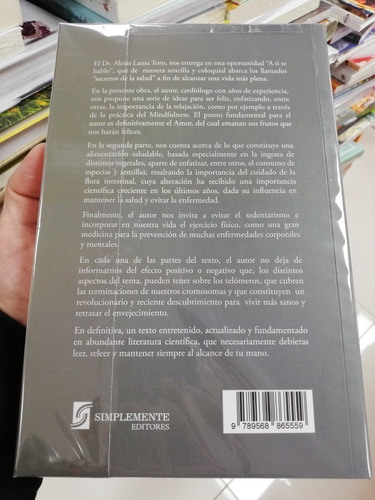 El Dr. Alexis Lama Toro, nos entrega en esta oportunidad "A ti te
hablo", que de manera sencilla y coloquial abarca los llamados
"secretos de la salud" a fin de alcanzar una vida más plena.
En la presente obra, el autor, cardiólogo con años de experiencia,
nos propone una serie de ideas para ser feliz, enfatizando, entre
otras, la importancia de la relajación, como por ejemplo a través
de la práctica del Mindfulness. El punto fundamental para el
autor es definitivamente el Amor, del cual emanan sus frutos que
nos harán felices.
En la segunda parte, nos cuenta acerca de lo que constituye una
alimentación saludable, basada especialmente en la ingesta de
distintos vegetales, aparte de enfatizar, entre otros, el consumo de
especias y semillas, resaltando la importancia del cuidado de la
flora intestinal, cuya alteración ha recibido una importancia
científica creciente en los últimos años, dada su influencia en
mantener la salud y evitar la enfermedad.
Finalmente, el autor nos invita a evitar el sedentarismo e
incorporar en nuestra vida el ejercicio físico, como una gran
medicina para la prevención de muchas enfermedades corporales
y mentales.
En cada una de las partes del texto, el autor no deja de
informarnos del efecto positivo o negativo que, los distintos
aspectos del tema, pueden tener sobre los telómeros, que cubren
las terminaciones de nuestros cromosomas y que constituyen un
revolucionario y reciente descubrimiento para vivir más sanos y
retrasar el envejecimiento.
En definitiva, un texto entretenido, actualizado y fundamentado
en abundante literatura científica, que necesariamente debieras
leer, releer y mantener siempre al alcance de tu mano.
SIMPLEMENTE
EDITORES
9 789568 865559